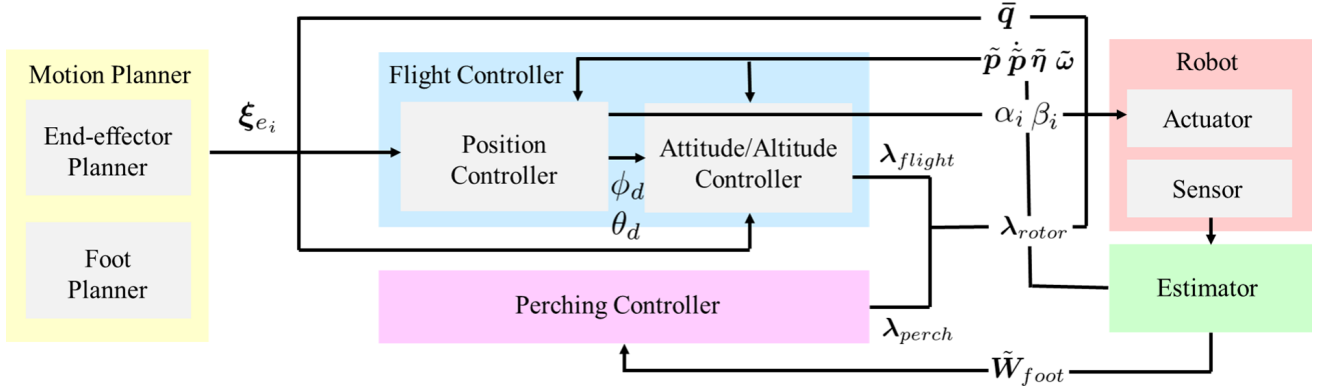 Motion Planner
End-effector
Planner
Foot
Planner
ξ_{e_i}
Flight Controller
Position
Controller
ϕ_d
θ_d
Attitude/Altitude
Controller
Perching Controller
λ_{flight}
λ_{perch}
λ_{rotor}
q̄
p̃ ṗ̃ η̃ ω̃
α_i β_i
W̃_{foot}
Robot
Actuator
Sensor
Estimator